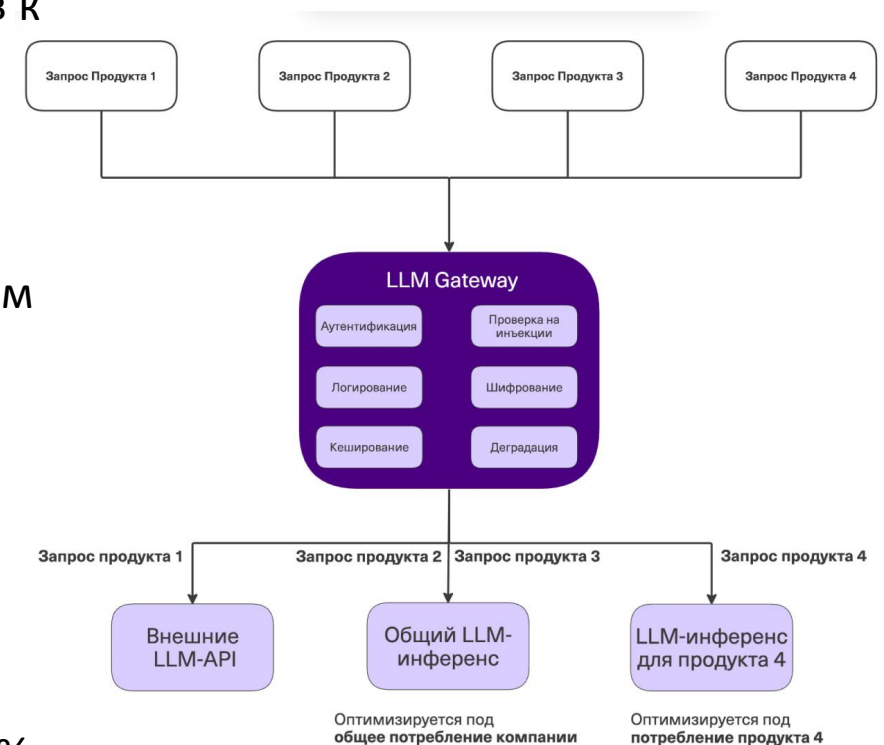 в к
Запрос Продукта 1
Запрос Продукта 2
Запрос Продукта 3
Запрос Продукта 4
м
LLM Gateway
Аутентификация
Проверка на
инъекции
Логирование
Шифрование
Кеширование
Деградация
Запрос продукта 1
Запрос продукта 2
Запрос продукта 3
Запрос продукта 4
Внешние
LLM-API
Общий LLM-
инференс
LLM-инференс
для продукта 4
Оптимизируется под
общее потребление компании
Оптимизируется под
потребление продукта 4